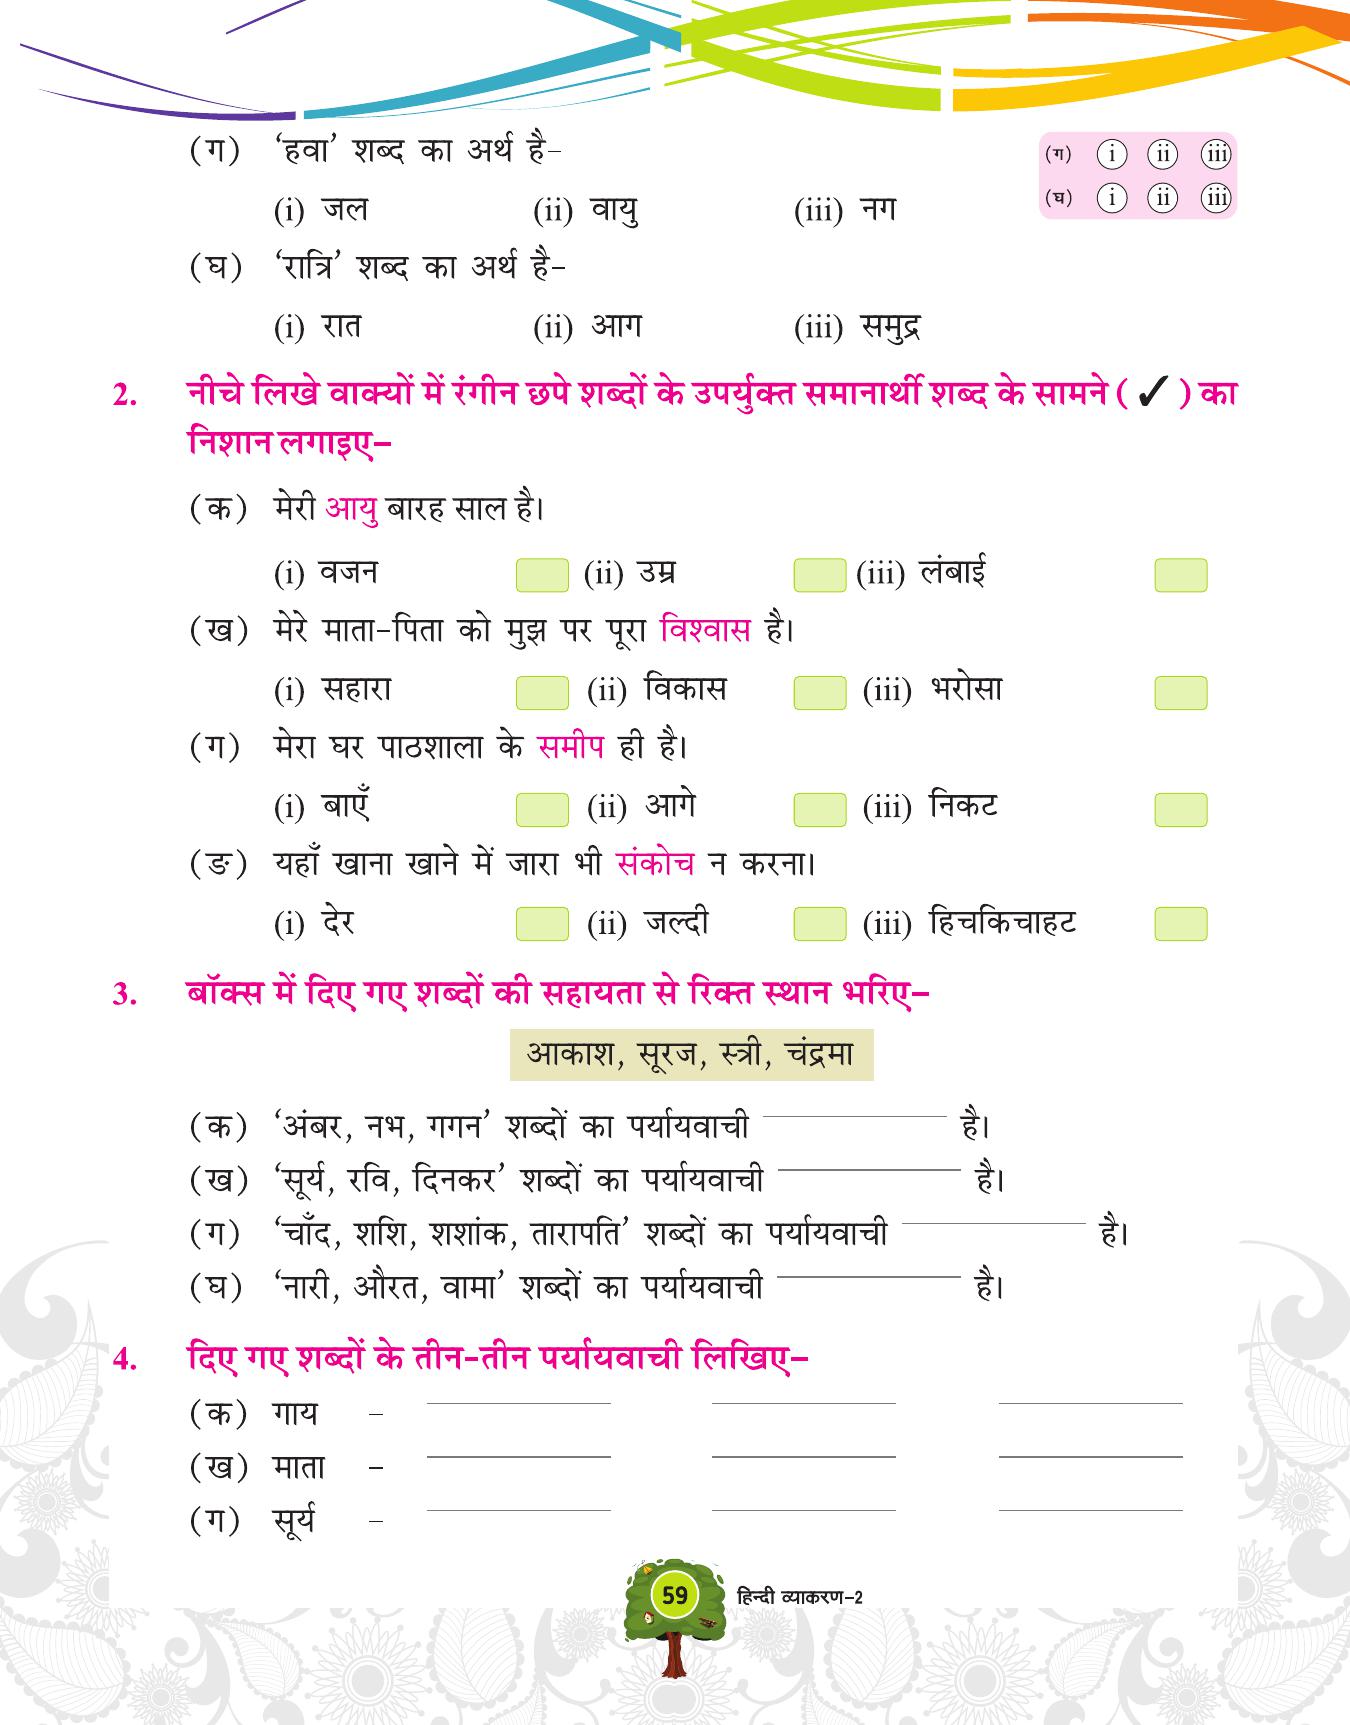 (ग) ‘हवा’ शब्द का अर्थ है–
(i) जल (ii) वायु (iii) नग
(घ) ‘रात्रि’ शब्द का अर्थ है–
(i) रात (ii) आग (iii) समुद्र
(ग) i ii iii
(घ) i ii iii
2. नीचे लिखे वाक्यों में रंगीन छपे शब्दों के उपर्युक्त समानार्थी शब्द के सामने ( ✓ ) का
निशान लगाइए–
(क) मेरी आयु बारह साल है।
(i) वजन (ii) उम्र (iii) लंबाई
(ख) मेरे माता–पिता को मुझ पर पूरा विश्वास है।
(i) सहारा (ii) विकास (iii) भरोसा
(ग) मेरा घर पाठशाला के समीप ही है।
(i) बाएँ (ii) आगे (iii) निकट
(ङ) यहाँ खाना खाने में जारा भी संकोच न करना।
(i) देर (ii) जल्दी (iii) हिचकिचाहट
3. बॉक्स में दिए गए शब्दों की सहायता से रिक्त स्थान भरिए–
आकाश, सूरज, स्त्री, चंद्रमा
(क) ‘अंबर, नभ, गगन’ शब्दों का पर्यायवाची ____________ है।
(ख) ‘सूर्य, रवि, दिनकर’ शब्दों का पर्यायवाची ____________ है।
(ग) ‘चाँद, शशि, शशांक, तारापति’ शब्दों का पर्यायवाची ____________ है।
(घ) ‘नारी, औरत, वामा’ शब्दों का पर्यायवाची ____________ है।
4. दिए गए शब्दों के तीन-तीन पर्यायवाची लिखिए–
(क) गाय – ____________ ____________ ____________
(ख) माता – ____________ ____________ ____________
(ग) सूर्य – ____________ ____________ ____________
59 हिन्दी व्याकरण–2